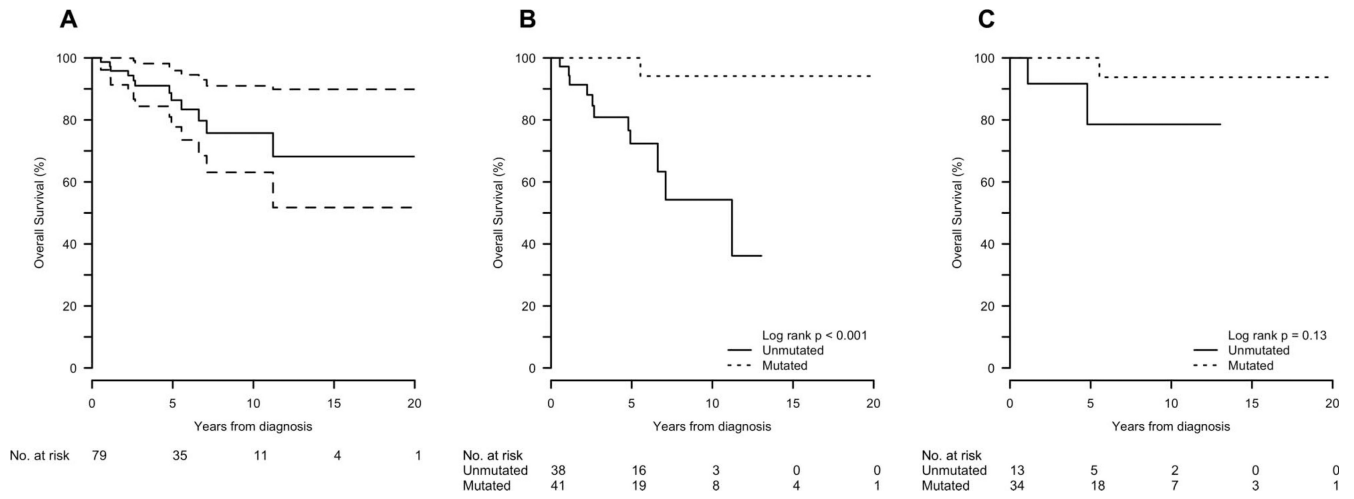 A
100
80
60
40
20
0
Overall Survival (%)
0 5 10 15 20
Years from diagnosis
No. at risk 79 35 11 4 1
B
100
80
60
40
20
0
Overall Survival (%)
Log rank p < 0.001
Unmutated
Mutated
0 5 10 15 20
Years from diagnosis
No. at risk
Unmutated 38 16 3 0 0
Mutated 41 19 8 4 1
C
100
80
60
40
20
0
Overall Survival (%)
Log rank p = 0.13
Unmutated
Mutated
0 5 10 15 20
Years from diagnosis
No. at risk
Unmutated 13 5 2 0 0
Mutated 34 18 7 3 1